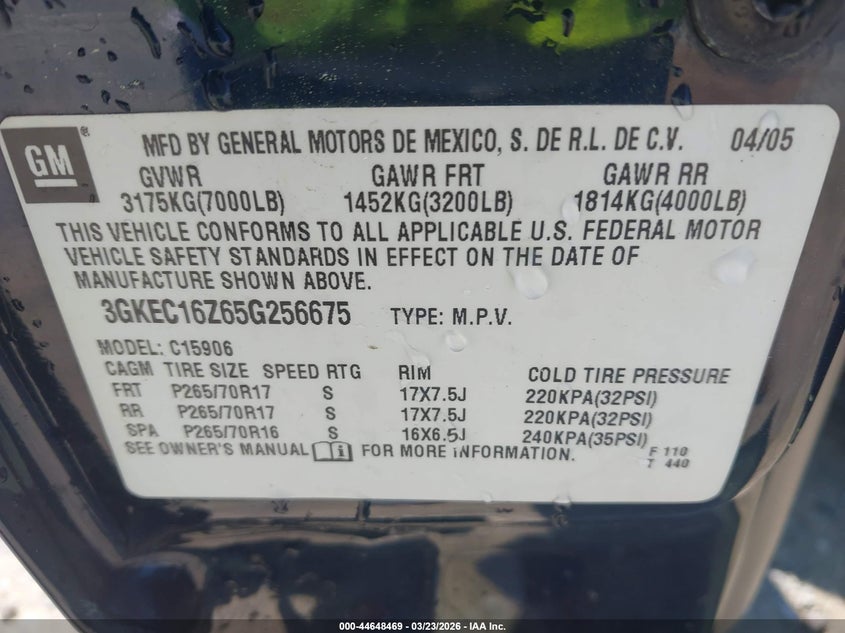 GM ® MFD BY GENERAL MOTORS DE MEXICO, S. DE R.L. DE C.V. 04/05
GVWR GAWR FRT GAWR RR
3175KG(7000LB) 1452KG(3200LB) 1814KG(4000LB)
THIS VEHICLE CONFORMS TO ALL APPLICABLE U.S. FEDERAL MOTOR
VEHICLE SAFETY STANDARDS IN EFFECT ON THE DATE OF
MANUFACTURE SHOWN ABOVE.
3GKEC16Z65G256675 TYPE: M.P.V.
MODEL: C15906
CAGM TIRE SIZE SPEED RTG RIM COLD TIRE PRESSURE
FRT P265/70R17 S 17X7.5J 220KPA(32PSI)
RR P265/70R17 S 17X7.5J 220KPA(32PSI)
SPA P265/70R16 S 16X6.5J 240KPA(35PSI)
SEE OWNER'S MANUAL i FOR MORE INFORMATION. F 110
T 440
000-44648469 — 03/23/2026 — IAA Inc.